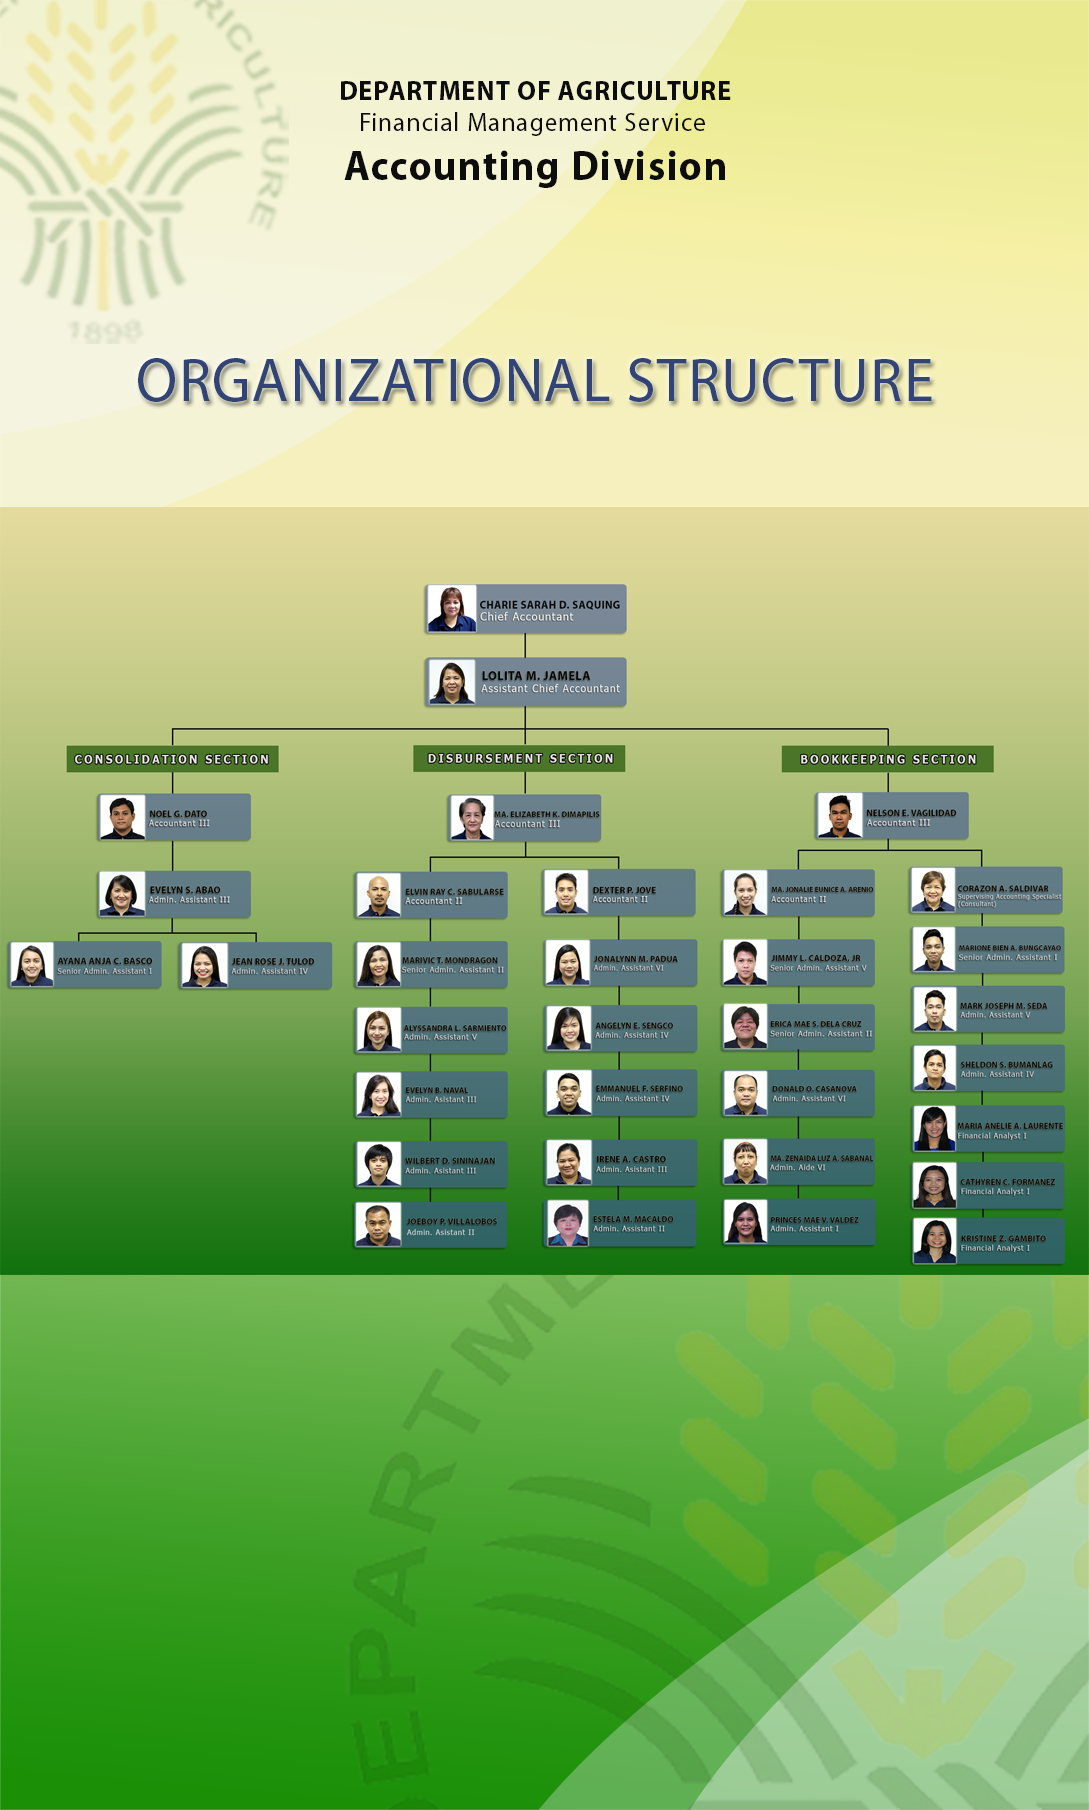 AGRICULTURE
1898
DEPARTMENT OF AGRICULTURE
Financial Management Service
Accounting Division
ORGANIZATIONAL STRUCTURE
CHARIE SARAH D. SAQUING
Chief Accountant
LOLITA M. JAMELA
Assistant Chief Accountant
CONSOLIDATION SECTION
NOEL G. DATO
Accountant III
EVELYN S. ABAO
Admin. Assistant III
AYANA ANJA C. BASCO
Senior Admin. Assistant I
JEAN ROSE J. TULOD
Admin. Assistant IV
DISBURSEMENT SECTION
MA. ELIZABETH K. DIMAPILIS
Accountant III
ELVIN RAY C. SABULARSE
Accountant II
MARIVIC T. MONDRAGON
Senior Admin. Assistant II
ALYSSANDRA L. SARMIENTO
Admin. Assistant V
EVELYN B. NAVAL
Admin. Asistant III
WILBERT D. SININAJAN
Admin. Asistant III
JOEBOY P. VILLALOBOS
Admin. Asistant II
DEXTER P. JOVE
Accountant II
JONALYNN M. PADUA
Admin. Assistant VI
ANGELYN E. SENGCO
Admin. Assistant IV
EMMANUEL F. SERFINO
Admin. Assistant IV
IRENE A. CASTRO
Admin. Asisstant III
ESTELA M. MACALDO
Admin. Assistant II
BOOKKEEPING SECTION
NELSON E. VAGILIDAD
Accountant III
MA. JONALIE EUNICE A. ARENIO
Accountant II
JIMMY L. CALDOZA, JR
Senior Admin. Assistant V
ERICA MAE S. DELA CRUZ
Senior Admin. Assistant II
DONALD O. CASANOVA
Admin. Assistant VI
MA. ZENAIDA LUZ A. SABANAL
Admin. Aide VI
PRINCES MAE V. VALDEZ
Admin. Assistant I
CORAZON A. SALDIVAR
Supervising Accounting Specialist
(Consultant)
MARIONE BIEN A. BUNGCAYAO
Senior Admin. Assistant I
MARK JOSEPH M. SEDA
Admin. Assistant V
SHELDON S. BUMANLAG
Admin. Assistant IV
MARIA ANELIE A. LAURENTE
Financial Analyst I
CATHYREN C. FORMANEZ
Financial Analyst I
KRISTINE Z. GAMBITO
Financial Analyst I
DEPARTME